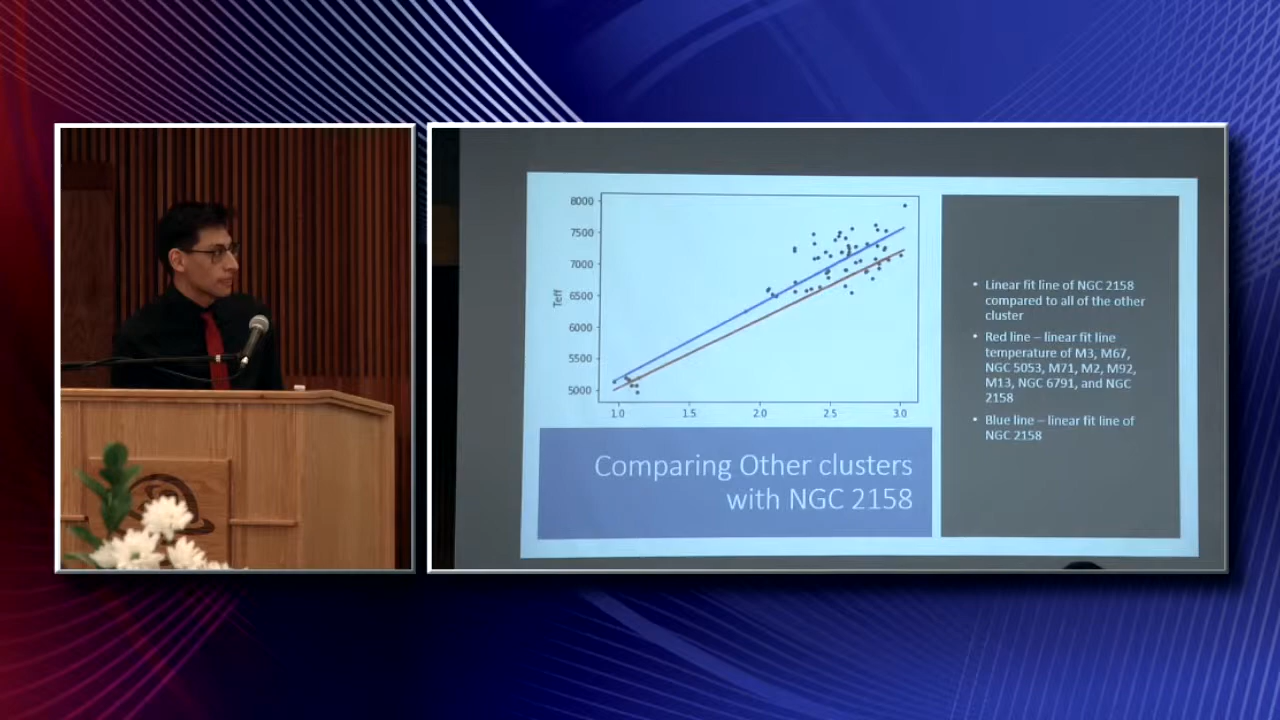 8000
7500
7000
6500
6000
5500
5000
Teff
1.0 1.5 2.0 2.5 3.0
Comparing Other clusters
with NGC 2158
• Linear fit line of NGC 2158
compared to all of the other
cluster
• Red line – linear fit line
temperature of M3, M67,
NGC 5053, M71, M2, M92,
M13, NGC 6791, and NGC
2158
• Blue line – linear fit line of
NGC 2158